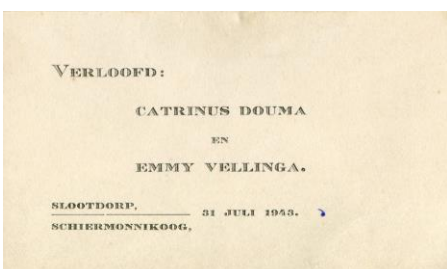 VERLOOFD:
CATRINUS DOUMA
EN
EMMY VELLINGA.
SLOOTDORP,
31 JULI 1943.
SCHIERMONNIKOOG,